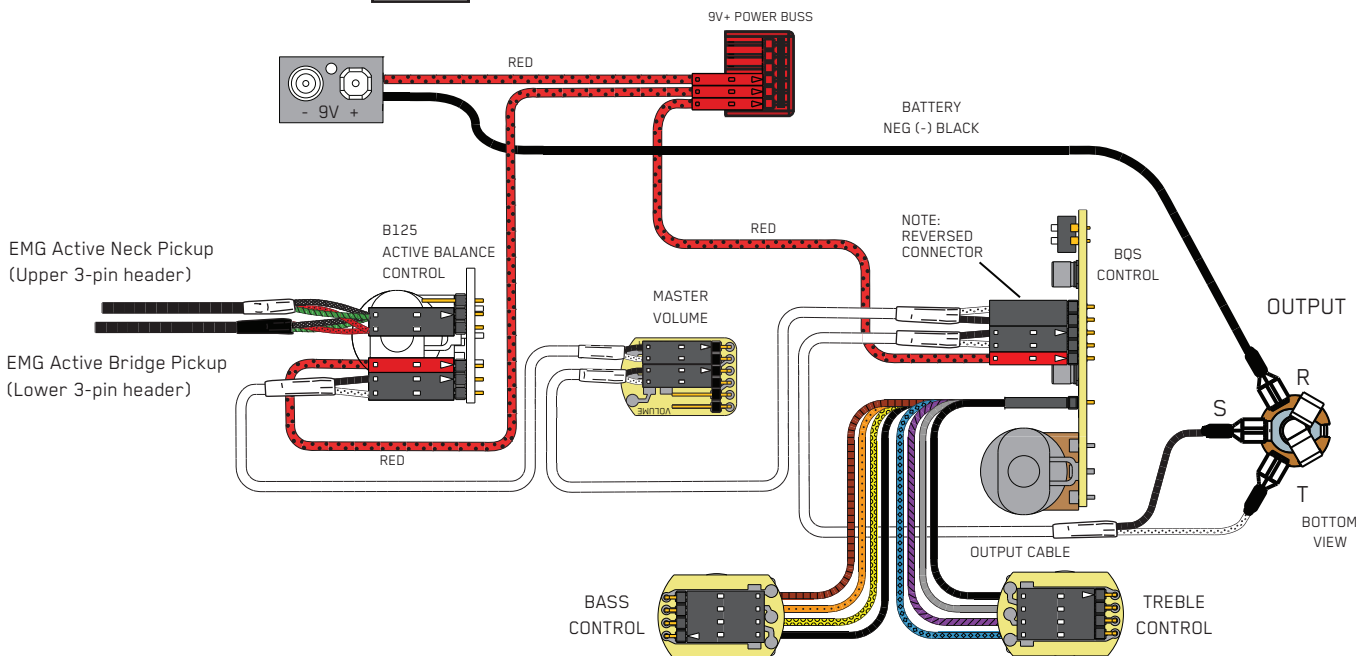 9V+ POWER BUSS
RED
- 9V +
BATTERY
NEG (-) BLACK
EMG Active Neck Pickup
(Upper 3-pin header)
B125
ACTIVE BALANCE
CONTROL
RED
NOTE:
REVERSED
CONNECTOR
BQS
CONTROL
MASTER
VOLUME
OUTPUT
EMG Active Bridge Pickup
(Lower 3-pin header)
VOLUME
R
S
RED
T
BOTTOM
VIEW
OUTPUT CABLE
BASS
CONTROL
TREBLE
CONTROL